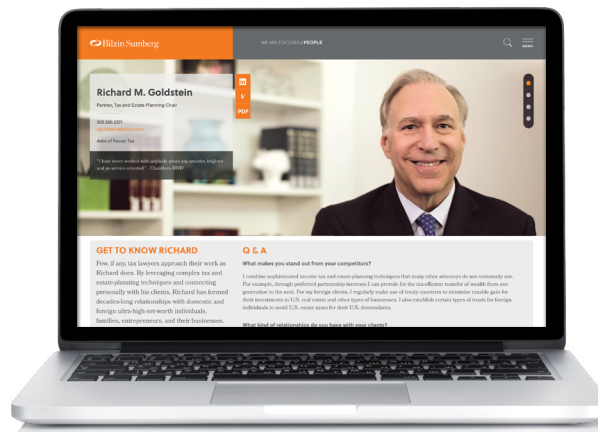 Bilzin Sumberg
WE ARE FOCUSED / PEOPLE
MENU
Richard M. Goldstein
Partner, Tax and Estate Planning Chair
PDF
Area of Focus: Tax
"I have never worked with anybody who's any smarter, brighter
and as service-oriented." - Chambers HNW
GET TO KNOW RICHARD
Few, if any, tax lawyers approach their work as
Richard does. By leveraging complex tax and
estate-planning techniques and connecting
personally with his clients, Richard has formed
decades-long relationships with domestic and
foreign ultra-high-net-worth individuals,
families, entrepreneurs, and their businesses.
Q & A
What makes you stand out from your competitors?
I combine sophisticated income tax and estate-planning techniques that many other attorneys do not commonly use.
For example, through preferred partnership interests I can provide for the tax-efficient transfer of wealth from one
generation to the next. For my foreign clients, I regularly make use of treaty countries to minimize taxable gain for
their investments in U.S. real estate and other types of businesses. I also establish certain types of trusts for foreign
individuals to avoid U.S. estate taxes for their U.S. descendants.
What kind of relationships do you have with your clients?